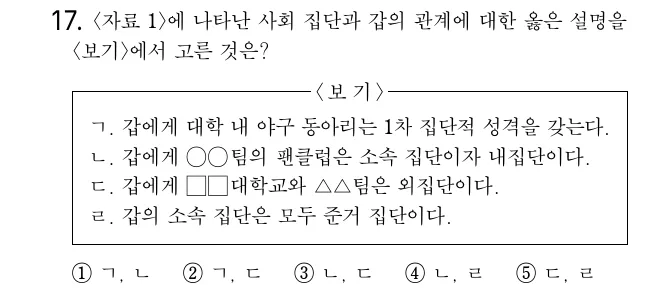 17. 〈자료 1〉에 나타난 사회 집단과 갑의 관계에 대한 옳은 설명을
〈보기〉에서 고른 것은?
〈보 기〉
ㄱ. 갑에게 대학 내 야구 동아리는 1차 집단적 성격을 갖는다.
ㄴ. 갑에게 ○○팀의 팬클럽은 소속 집단이자 내집단이다.
ㄷ. 갑에게 □□대학교와 △△팀은 외집단이다.
ㄹ. 갑의 소속 집단은 모두 준거 집단이다.
① ㄱ, ㄴ ② ㄱ, ㄷ ③ ㄴ, ㄷ ④ ㄴ, ㄹ ⑤ ㄷ, ㄹ